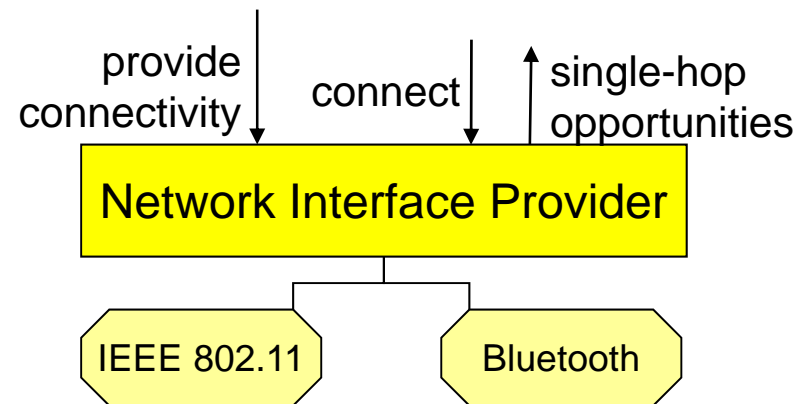 provide
connectivity
connect
single-hop
opportunities
Network Interface Provider
IEEE 802.11
Bluetooth